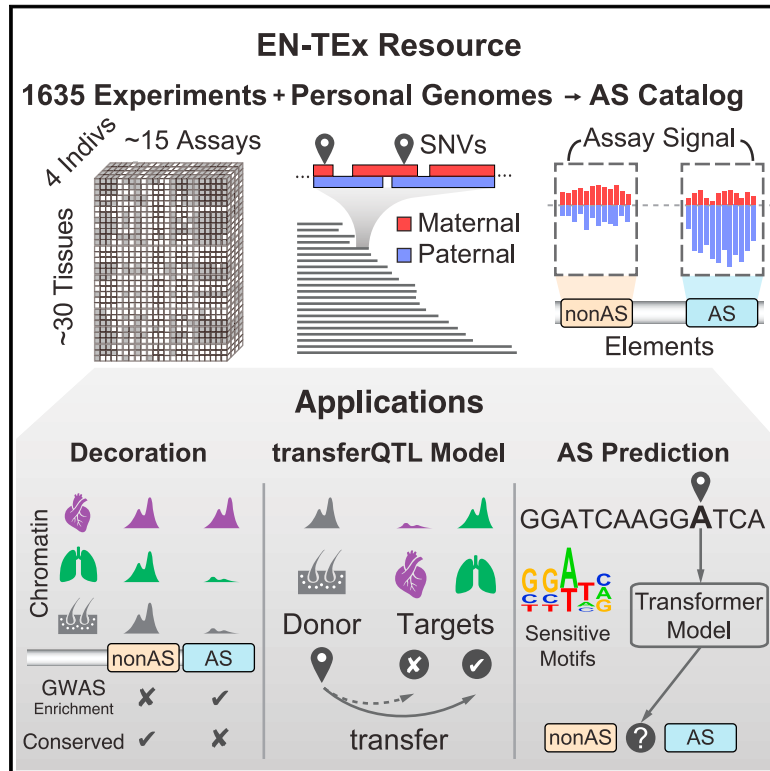 EN-TEx Resource
1635 Experiments + Personal Genomes → AS Catalog
4 Indivs
~15 Assays
~30 Tissues
SNVs
... ...
Maternal
Paternal
Assay Signal
nonAS AS
Elements
Applications
Decoration
Chromatin
nonAS AS
GWAS
Enrichment ✘ ✔
Conserved ✔ ✘
transferQTL Model
Donor Targets
✘ ✔
transfer
AS Prediction
GGATCAAGGATCA
Sensitive
Motifs
Transformer
Model
nonAS ? AS